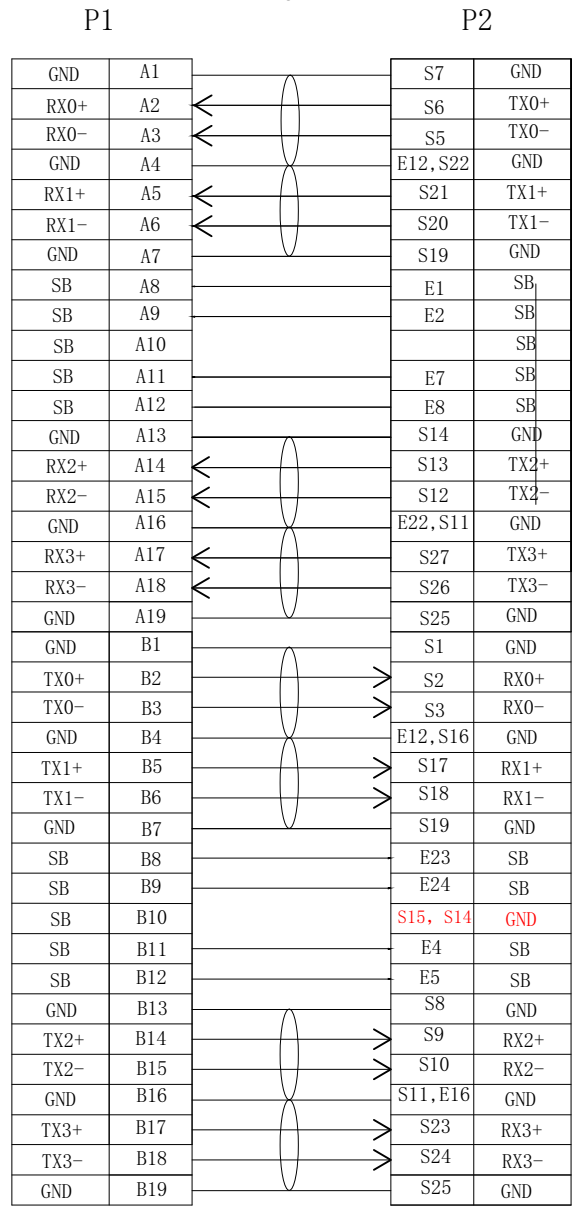 P1 P2
GND A1 S7 GND
RX0+ A2 S6 TX0+
RX0- A3 S5 TX0-
GND A4 E12,S22 GND
RX1+ A5 S21 TX1+
RX1- A6 S20 TX1-
GND A7 S19 GND
SB A8 E1 SB
SB A9 E2 SB
SB A10 SB
SB A11 E7 SB
SB A12 E8 SB
GND A13 S14 GND
RX2+ A14 S13 TX2+
RX2- A15 S12 TX2-
GND A16 E22,S11 GND
RX3+ A17 S27 TX3+
RX3- A18 S26 TX3-
GND A19 S25 GND
GND B1 S1 GND
TX0+ B2 S2 RX0+
TX0- B3 S3 RX0-
GND B4 E12,S16 GND
TX1+ B5 S17 RX1+
TX1- B6 S18 RX1-
GND B7 S19 GND
SB B8 E23 SB
SB B9 E24 SB
SB B10 S15, S14 GND
SB B11 E4 SB
SB B12 E5 SB
GND B13 S8 GND
TX2+ B14 S9 RX2+
TX2- B15 S10 RX2-
GND B16 S11,E16 GND
TX3+ B17 S23 RX3+
TX3- B18 S24 RX3-
GND B19 S25 GND